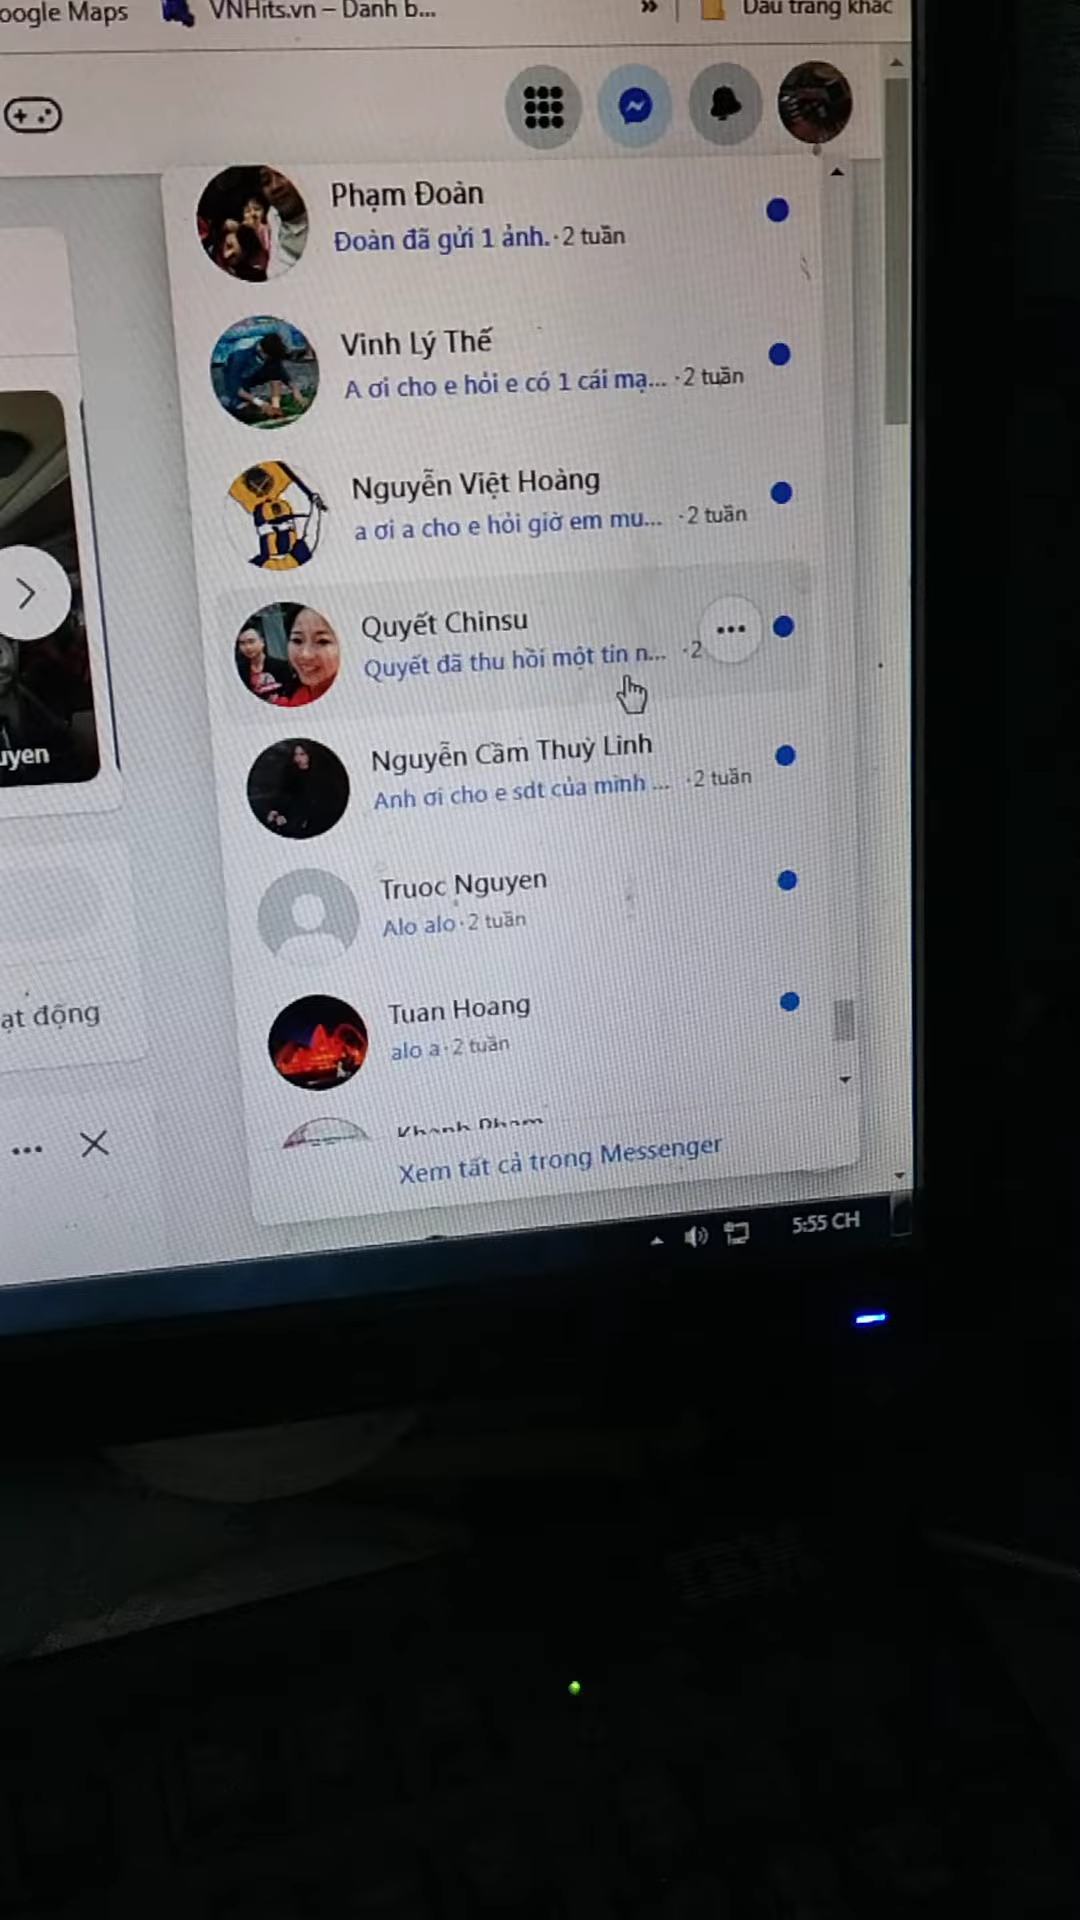 oogle Maps
VNHits.vn – Danh b...
»
Dấu trang khác
Phạm Đoàn
Đoàn đã gửi 1 ảnh. · 2 tuần
Vinh Lý Thế
A ơi cho e hỏi e có 1 cái mạ... · 2 tuần
Nguyễn Việt Hoàng
a ơi a cho e hỏi giờ em mu... · 2 tuần
Quyết Chinsu
Quyết đã thu hồi một tin n... · 2
Nguyễn Cầm Thuỳ Linh
Anh ơi cho e sdt của mình ... · 2 tuần
uyen
Truoc Nguyen
Alo alo · 2 tuần
Tuan Hoang
alo a · 2 tuần
ạt động
Khanh Pham
Xem tất cả trong Messenger
5:55 CH